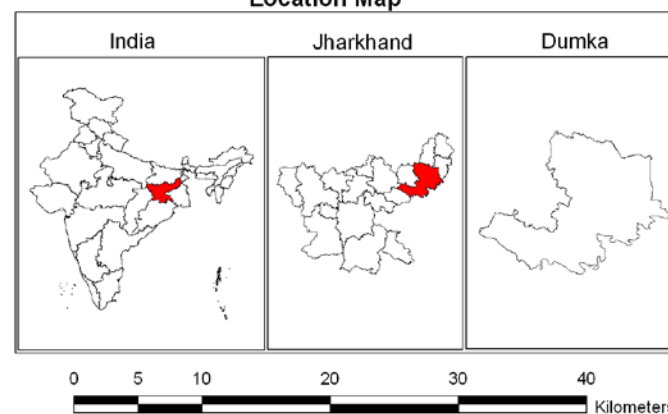 Location Map
India
Jharkhand
Dumka
0 5 10 20 30 40
Kilometers